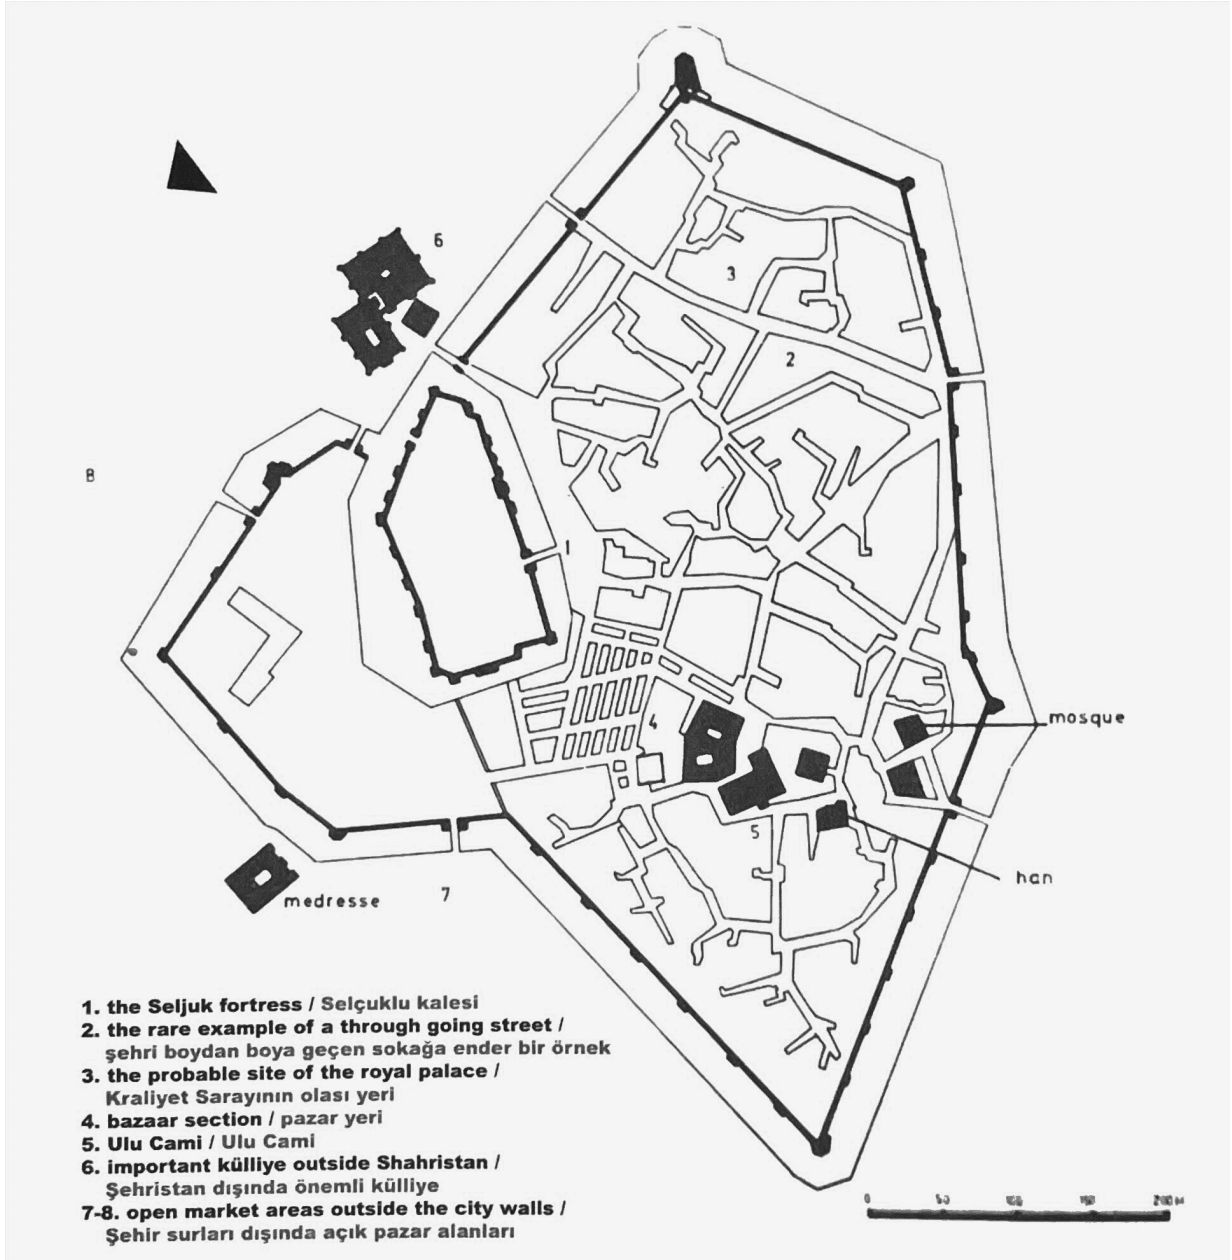 6
3
2
8
1
4
mosque
5
han
medresse
7
1. the Seljuk fortress / Selçuklu kalesi
2. the rare example of a through going street /
şehri boydan boya geçen sokağa ender bir örnek
3. the probable site of the royal palace /
Kraliyet Sarayının olası yeri
4. bazaar section / pazar yeri
5. Ulu Cami / Ulu Cami
6. important külliye outside Shahristan /
Şehristan dışında önemli külliye
7-8. open market areas outside the city walls /
Şehir surları dışında açık pazar alanları
0 50 100 150 200 M